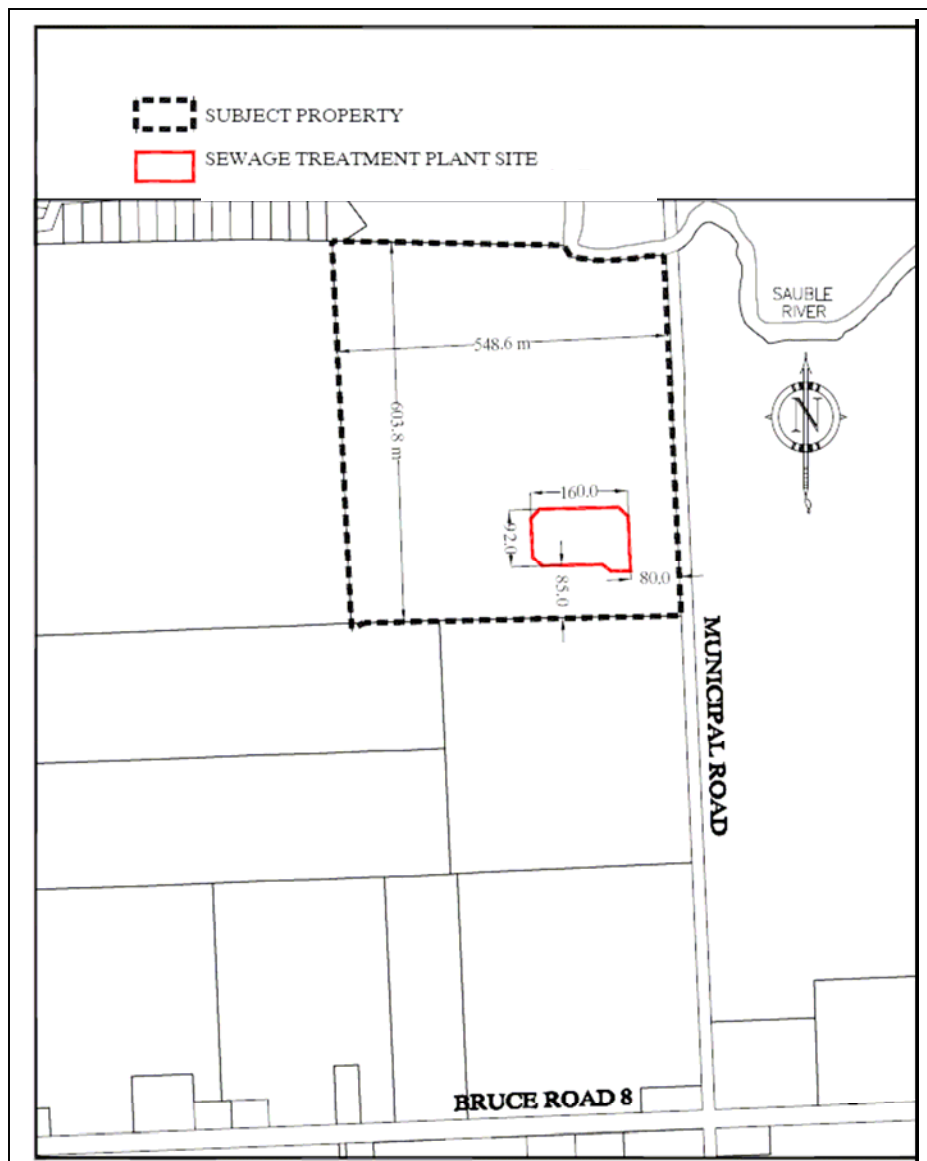 SUBJECT PROPERTY
SEWAGE TREATMENT PLANT SITE
SAUBLE
RIVER
548.6 m
N
603.8 m
160.0
92.0
85.0
80.0
MUNICIPAL ROAD
BRUCE ROAD 8